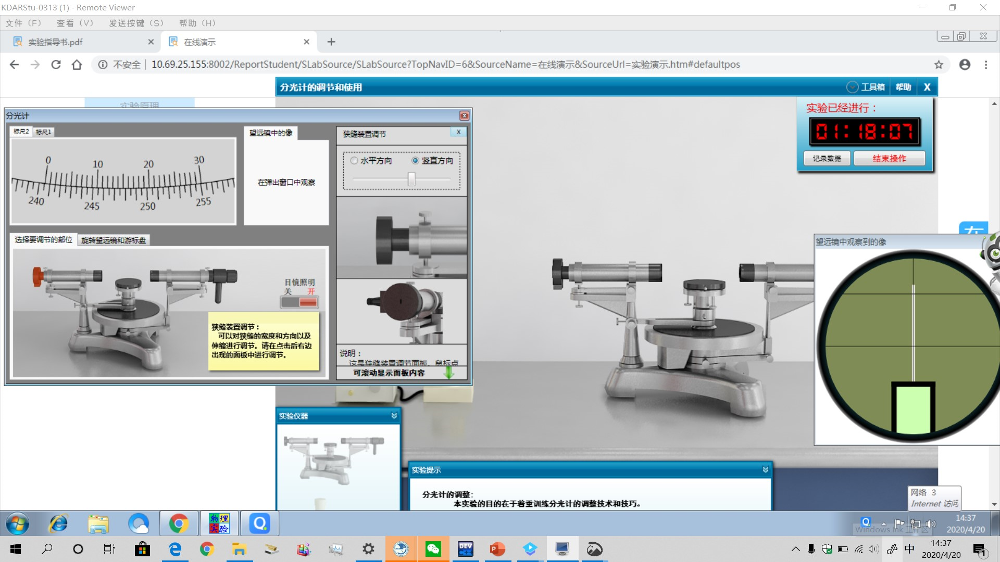 KDARStu-0313 (1) - Remote Viewer
文件（F） 查看（V） 发送按键（S） 帮助（H）
实验指导书.pdf
在线演示
不安全 10.69.25.155:8002/ReportStudent/SLabSource/SLabSource?TopNavID=6&SourceName=在线演示&SourceUrl=实验演示.htm#defaultpos
分光计的调节和使用
工具箱 帮助 X
实验原理
实验已经进行：
01:18:07
记录数据 结束操作
分光计
标尺2 标尺1
0 10 20 30
240 245 250 255
望远镜中的像
在弹出窗口中观察
狭缝装置调节 X
水平方向 竖直方向
选择要调节的部位 旋转望远镜和游标盘
目镜照明
关 开
狭缝装置调节：
可以对狭缝的宽度和方向以及
伸缩进行调节。请在点击后右边
出现的面板中进行调节。
说明：
这是狭缝装置调节面板。鼠标点
可滚动显示面板内容
望远镜中观察到的像
实验仪器
实验提示
分光计的调整:
本实验的目的在于着重训练分光计的调整技术和技巧。
网络 3
Internet 访问
物理
实验
14:37
2020/4/20
Windows Ink 工作区
DEV
C++
中
14:37
2020/4/20
1